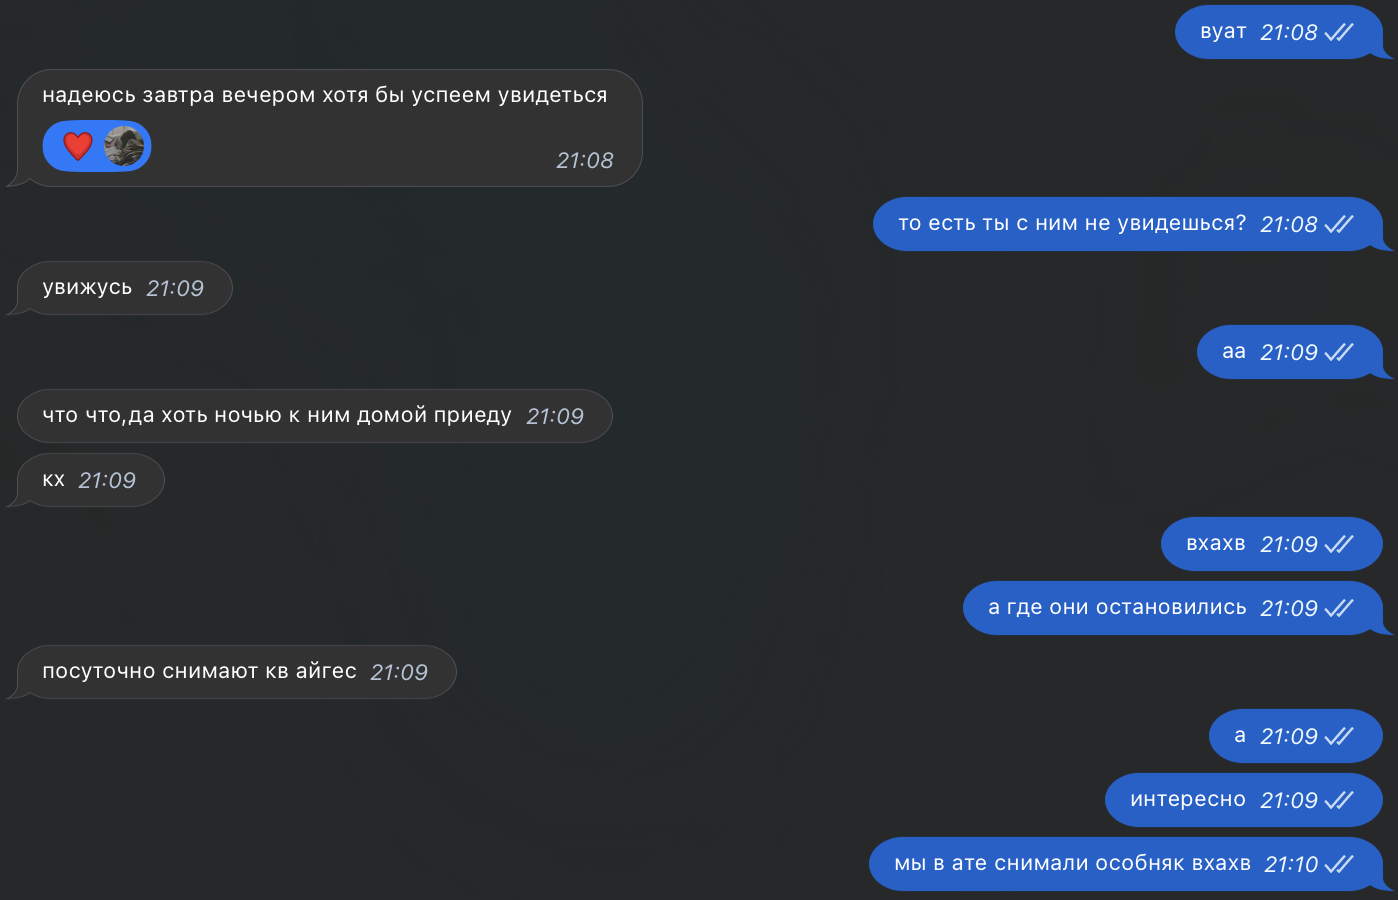 вуат 21:08
надеюсь завтра вечером хотя бы успеем увидеться
21:08
то есть ты с ним не увидешься? 21:08
увижусь 21:09
аа 21:09
что что,да хоть ночью к ним домой приеду 21:09
кх 21:09
вхахв 21:09
а где они остановились 21:09
посуточно снимают кв айгес 21:09
а 21:09
интересно 21:09
мы в ате снимали особняк вхахв 21:10